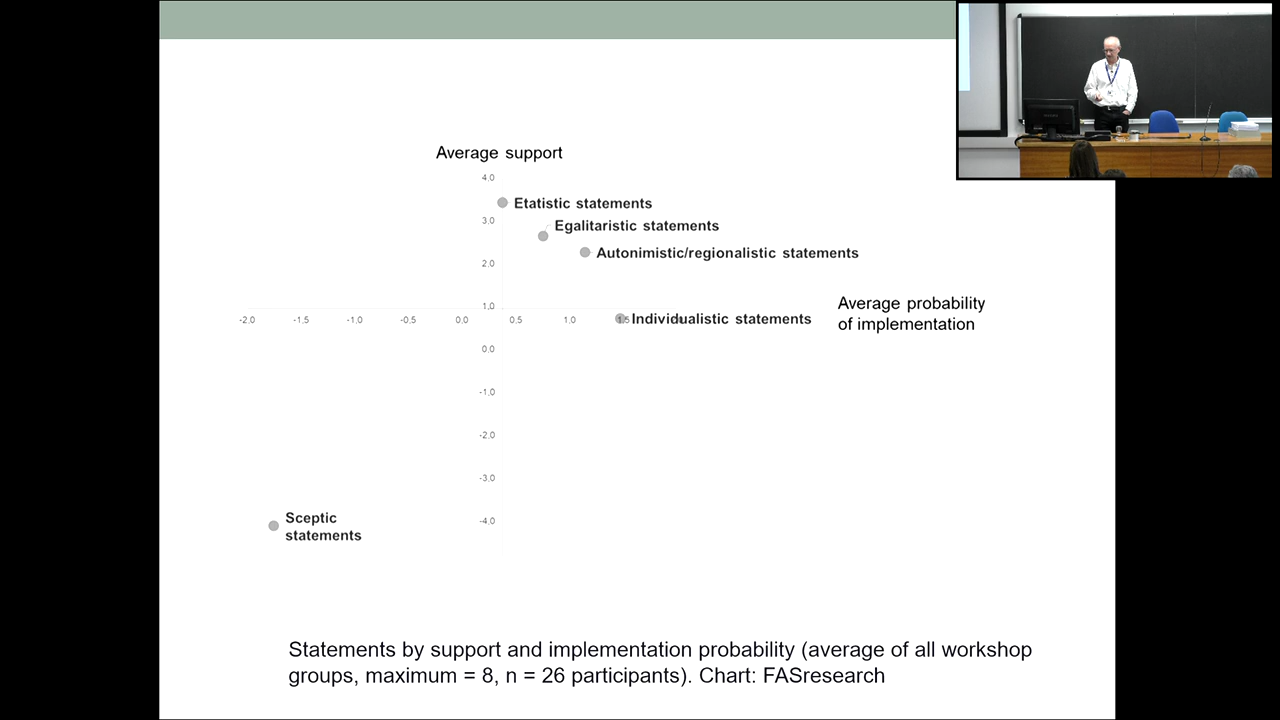 Average support
4,0
Etatistic statements
3,0
Egalitaristic statements
Autonimistic/regionalistic statements
2,0
1,0
Average probability
of implementation
-2,0 -1,5 -1,0 -0,5 0,0 0,5 1,0 1,5 Individualistic statements
0,0
-1,0
-2,0
-3,0
-4,0
Sceptic
statements
Statements by support and implementation probability (average of all workshop
groups, maximum = 8, n = 26 participants). Chart: FASresearch